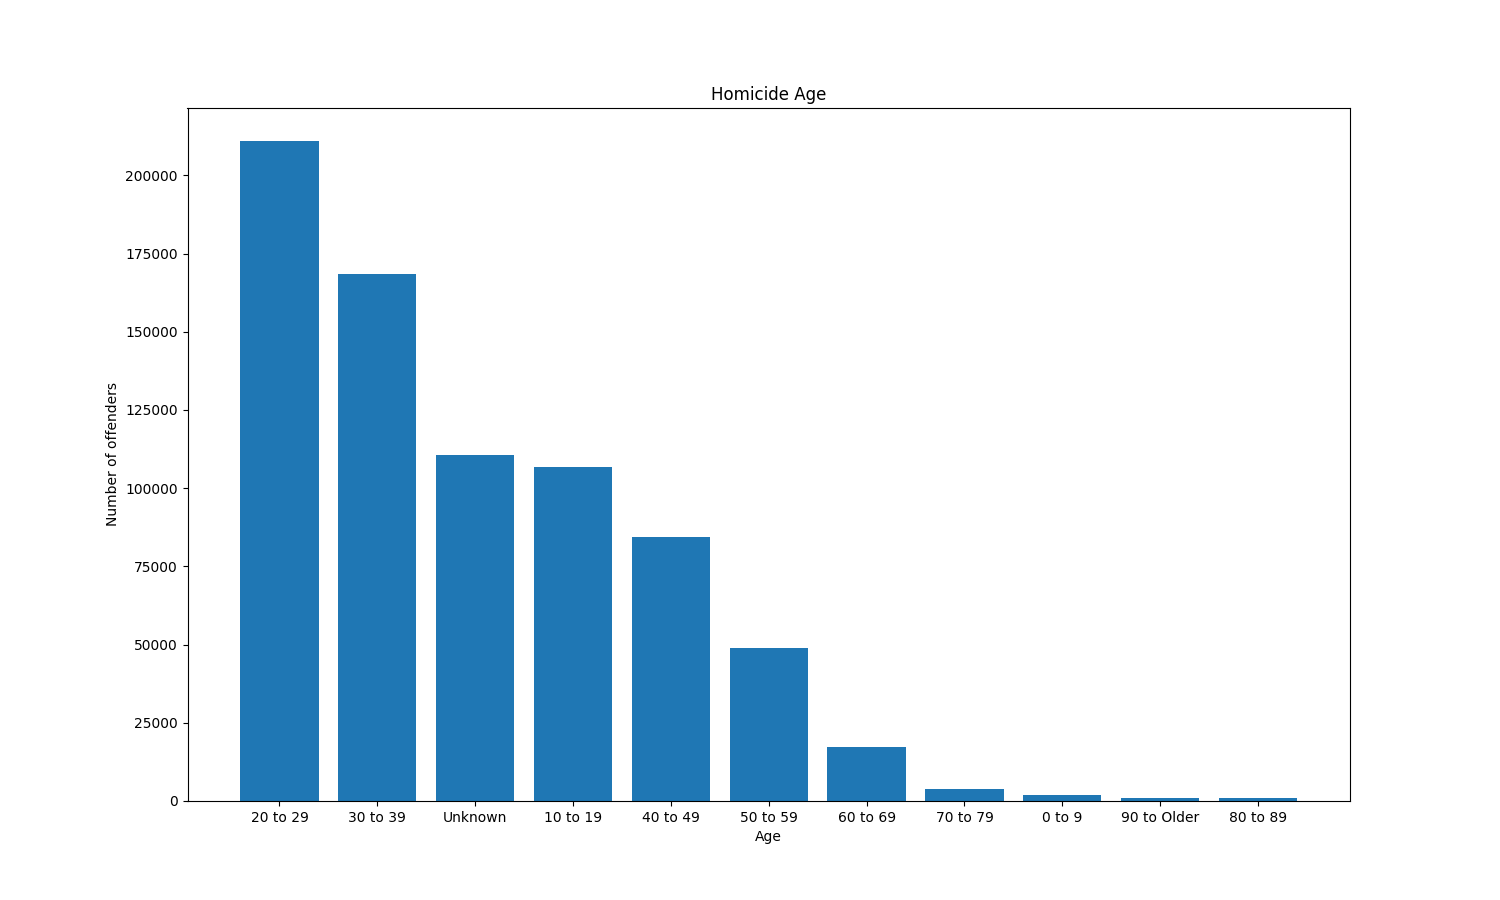 Homicide Age
Number of offenders
200000
175000
150000
125000
100000
75000
50000
25000
0
20 to 29 30 to 39 Unknown 10 to 19 40 to 49 50 to 59 60 to 69 70 to 79 0 to 9 90 to Older 80 to 89
Age